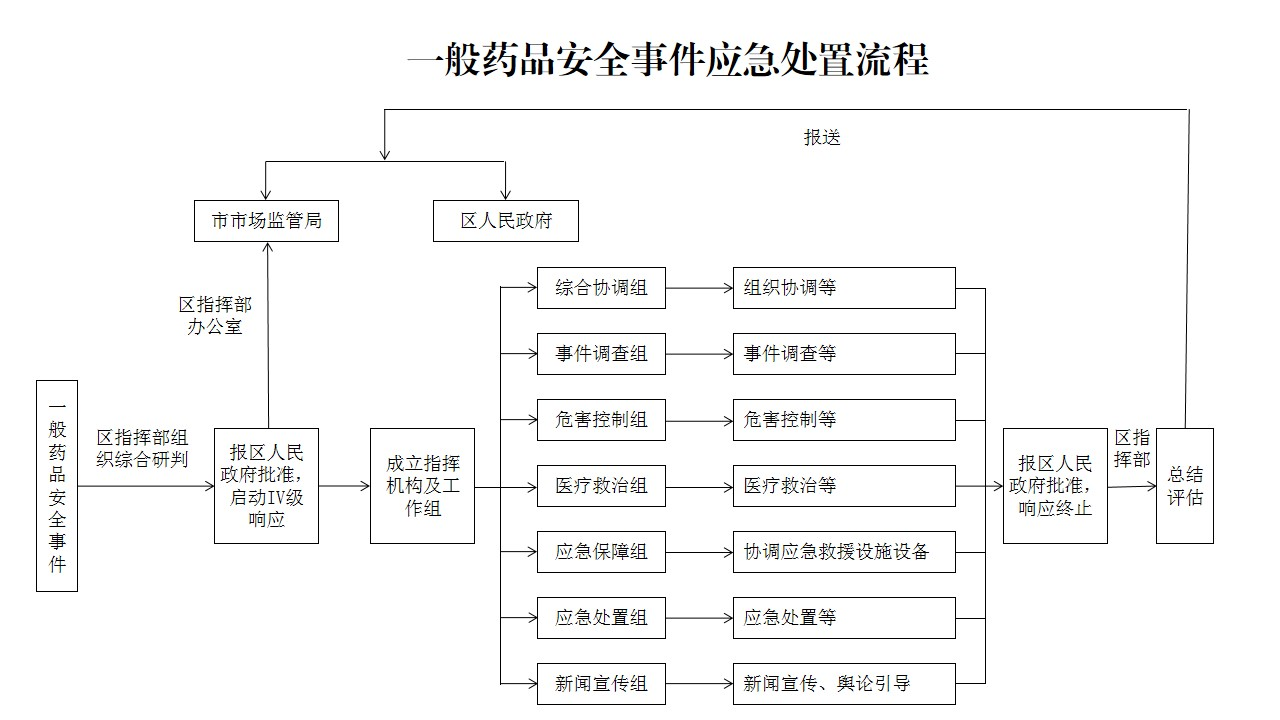 一般药品安全事件应急处置流程
报送
市市场监管局
区人民政府
区指挥部
办公室
一般药品安全事件
区指挥部组
织综合研判
报区人民
政府批准，
启动IV级
响应
成立指挥
机构及工
作组
综合协调组
组织协调等
事件调查组
事件调查等
危害控制组
危害控制等
医疗救治组
医疗救治等
应急保障组
协调应急救援设施设备
应急处置组
应急处置等
新闻宣传组
新闻宣传、舆论引导
报区人民
政府批准，
响应终止
区指
挥部
总结
评估